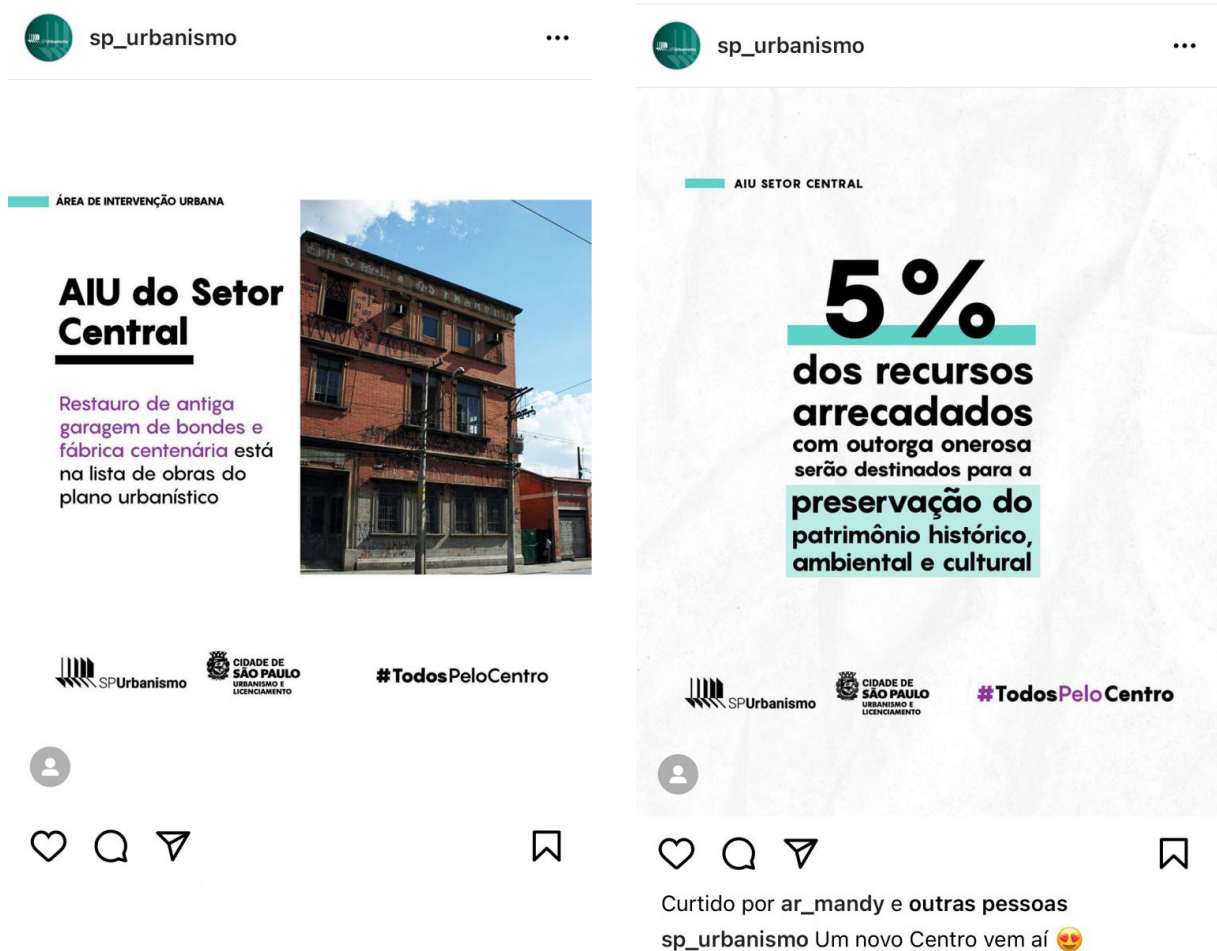 sp_urbanismo
ÁREA DE INTERVENÇÃO URBANA
AIU do Setor
Central
Restauro de antiga
garagem de bondes e
fábrica centenária está
na lista de obras do
plano urbanístico
SPUrbanismo
CIDADE DE
SÃO PAULO
URBANISMO E
LICENCIAMENTO
#TodosPeloCentro
sp_urbanismo
AIU SETOR CENTRAL
5%
dos recursos
arrecadados
com outorga onerosa
serão destinados para a
preservação do
patrimônio histórico,
ambiental e cultural
SPUrbanismo
CIDADE DE
SÃO PAULO
URBANISMO E
LICENCIAMENTO
#TodosPeloCentro
Curtido por ar_mandy e outras pessoas
sp_urbanismo Um novo Centro vem aí 😍